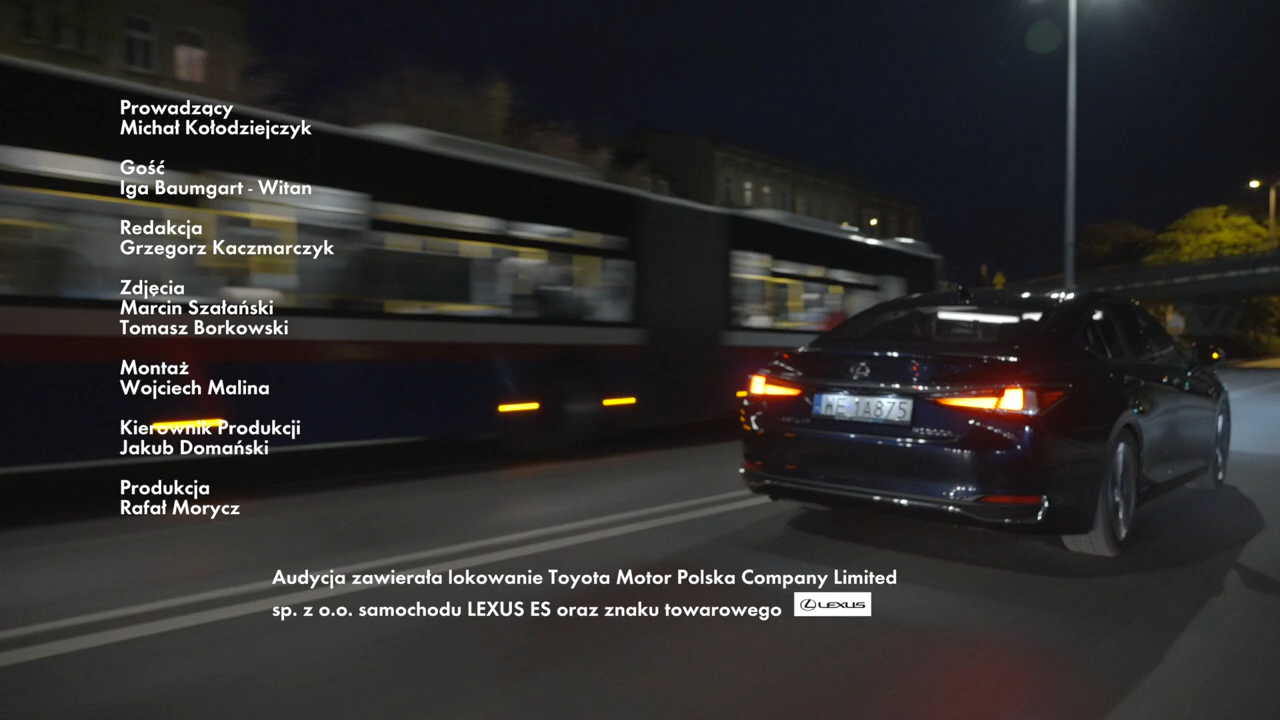 Prowadzący
Michał Kołodziejczyk
Gość
Iga Baumgart - Witan
Redakcja
Grzegorz Kaczmarczyk
Zdjęcia
Marcin Szałański
Tomasz Borkowski
Montaż
Wojciech Malina
Kierownik Produkcji
Jakub Domański
Produkcja
Rafał Morycz
WE 1A875
Audycja zawierała lokowanie Toyota Motor Polska Company Limited
sp. z o.o. samochodu LEXUS ES oraz znaku towarowego LEXUS